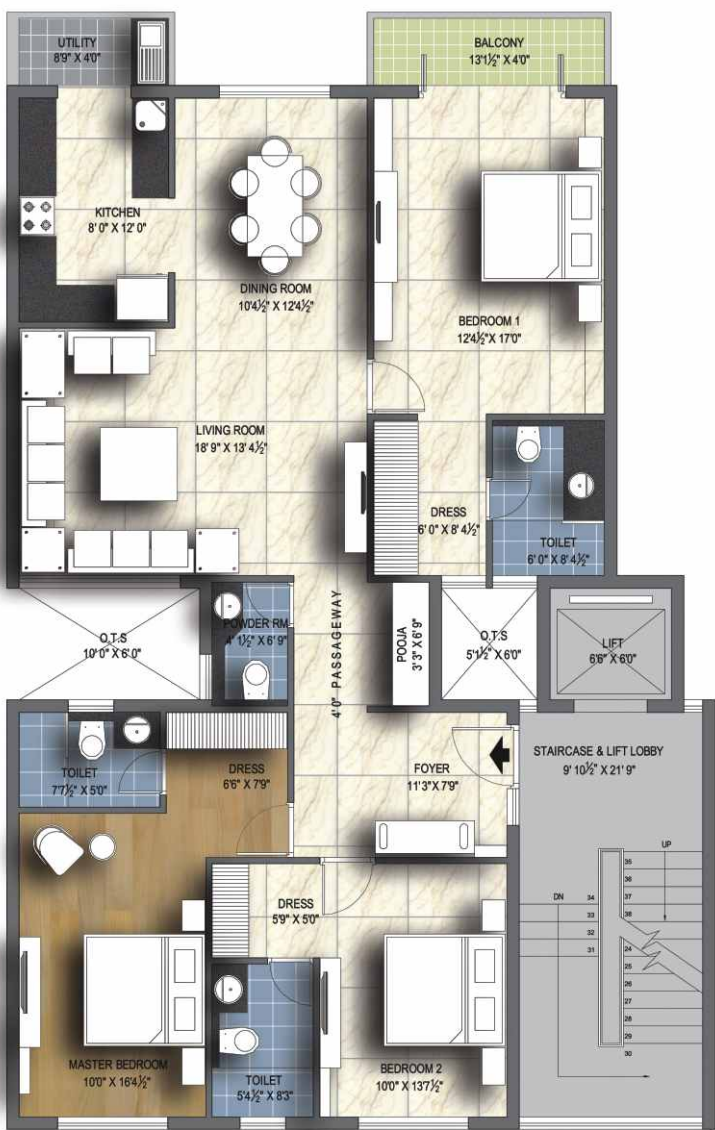 UTILITY
8'9" X 4'0"
BALCONY
13'1½" X 4'0"
KITCHEN
8' 0" X 12' 0"
DINING ROOM
10'4½" X 12'4½"
BEDROOM 1
12'4½" X 17'0"
LIVING ROOM
18' 9" X 13' 4½"
DRESS
6' 0" X 8' 4½"
TOILET
6' 0" X 8' 4½"
POWDER RM
4' 1½" X 6' 9"
4'0" PASSAGEWAY
POOJA
3'3" X 6' 9"
O.T.S
10' 0" X 6' 0"
O.T.S
5'1½" X 6'0"
LIFT
6'6" X 6'0"
TOILET
7'7½" X 5'0"
DRESS
6'6" X 7'9"
FOYER
11'3" X 7'9"
STAIRCASE & LIFT LOBBY
9' 10½" X 21' 9"
UP
DN
35
36
37
38
34
33
32
31
24
25
26
27
28
29
30
DRESS
5'9" X 5'0"
MASTER BEDROOM
10'0" X 16'4½"
TOILET
5'4½" X 8'3"
BEDROOM 2
10'0" X 13'7½"